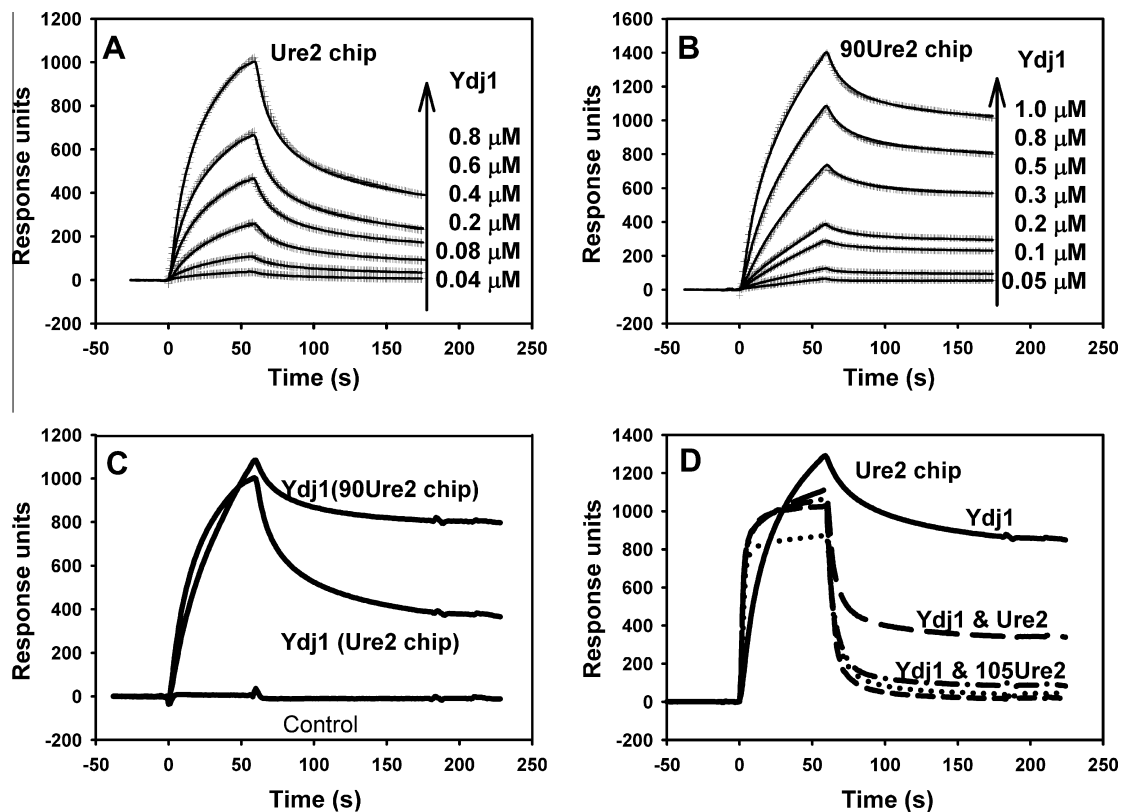 A
Ure2 chip
Ydj1
0.8 μM
0.6 μM
0.4 μM
0.2 μM
0.08 μM
0.04 μM
Response units
1200
1000
800
600
400
200
0
-200
-50 0 50 100 150 200 250
Time (s)
B
90Ure2 chip
Ydj1
1.0 μM
0.8 μM
0.5 μM
0.3 μM
0.2 μM
0.1 μM
0.05 μM
Response units
1600
1400
1200
1000
800
600
400
200
0
-200
-50 0 50 100 150 200 250
Time (s)
C
Ydj1(90Ure2 chip)
Ydj1 (Ure2 chip)
Control
Response units
1200
1000
800
600
400
200
0
-200
-50 0 50 100 150 200 250
Time (s)
D
Ure2 chip
Ydj1
Ydj1 & Ure2
Ydj1 & 105Ure2
Response units
1400
1200
1000
800
600
400
200
0
-200
-50 0 50 100 150 200 250
Time (s)